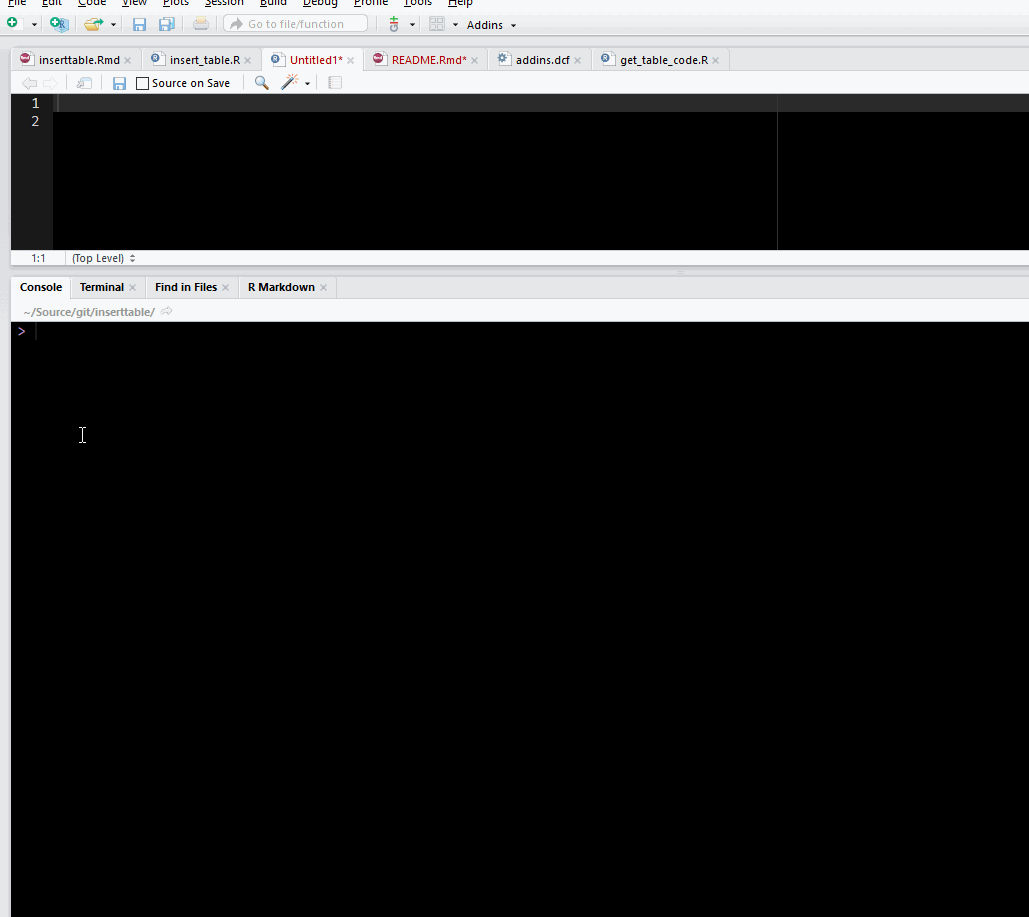 File Edit Code View Plots Session Build Debug Profile Tools Help
Go to file/function Addins
inserttable.Rmd insert_table.R Untitled1* README.Rmd* addins.dcf get_table_code.R
Source on Save
1
2
1:1 (Top Level)
Console Terminal Find in Files R Markdown
~/Source/git/inserttable/
>